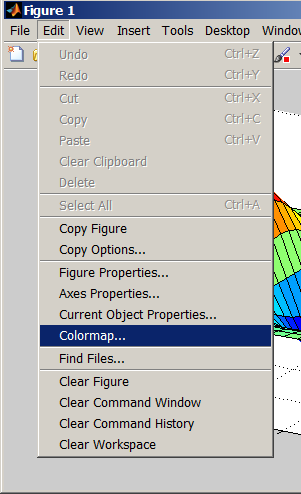 Figure 1
File Edit View Insert Tools Desktop Window
Undo Ctrl+Z
Redo Ctrl+Y
Cut Ctrl+X
Copy Ctrl+C
Paste Ctrl+V
Clear Clipboard
Delete
Select All Ctrl+A
Copy Figure
Copy Options...
Figure Properties...
Axes Properties...
Current Object Properties...
Colormap...
Find Files...
Clear Figure
Clear Command Window
Clear Command History
Clear Workspace